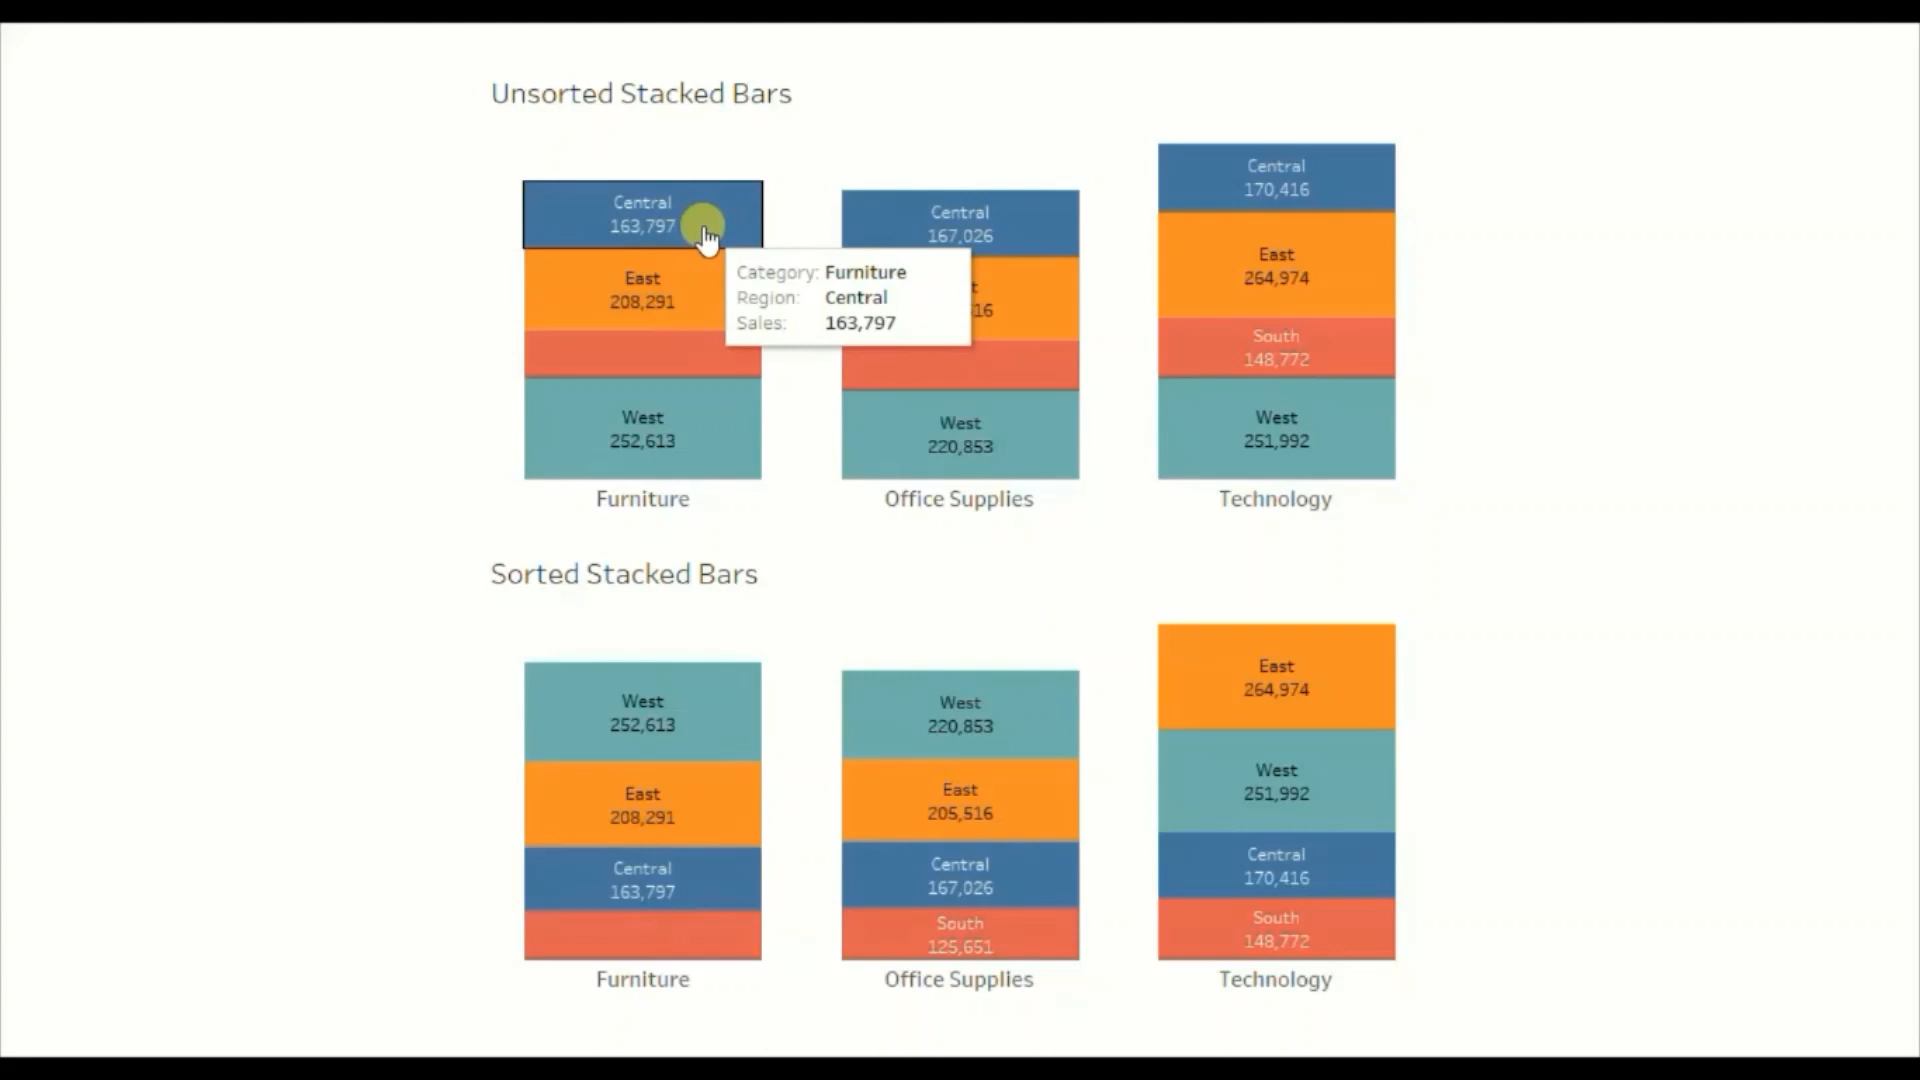 Unsorted Stacked Bars
Central
163,797
East
208,291
West
252,613
Furniture
Category: Furniture
Region: Central
Sales: 163,797
Central
167,026
West
220,853
Office Supplies
Central
170,416
East
264,974
South
148,772
West
251,992
Technology
Sorted Stacked Bars
West
252,613
East
208,291
Central
163,797
Furniture
West
220,853
East
205,516
Central
167,026
South
125,651
Office Supplies
East
264,974
West
251,992
Central
170,416
South
148,772
Technology